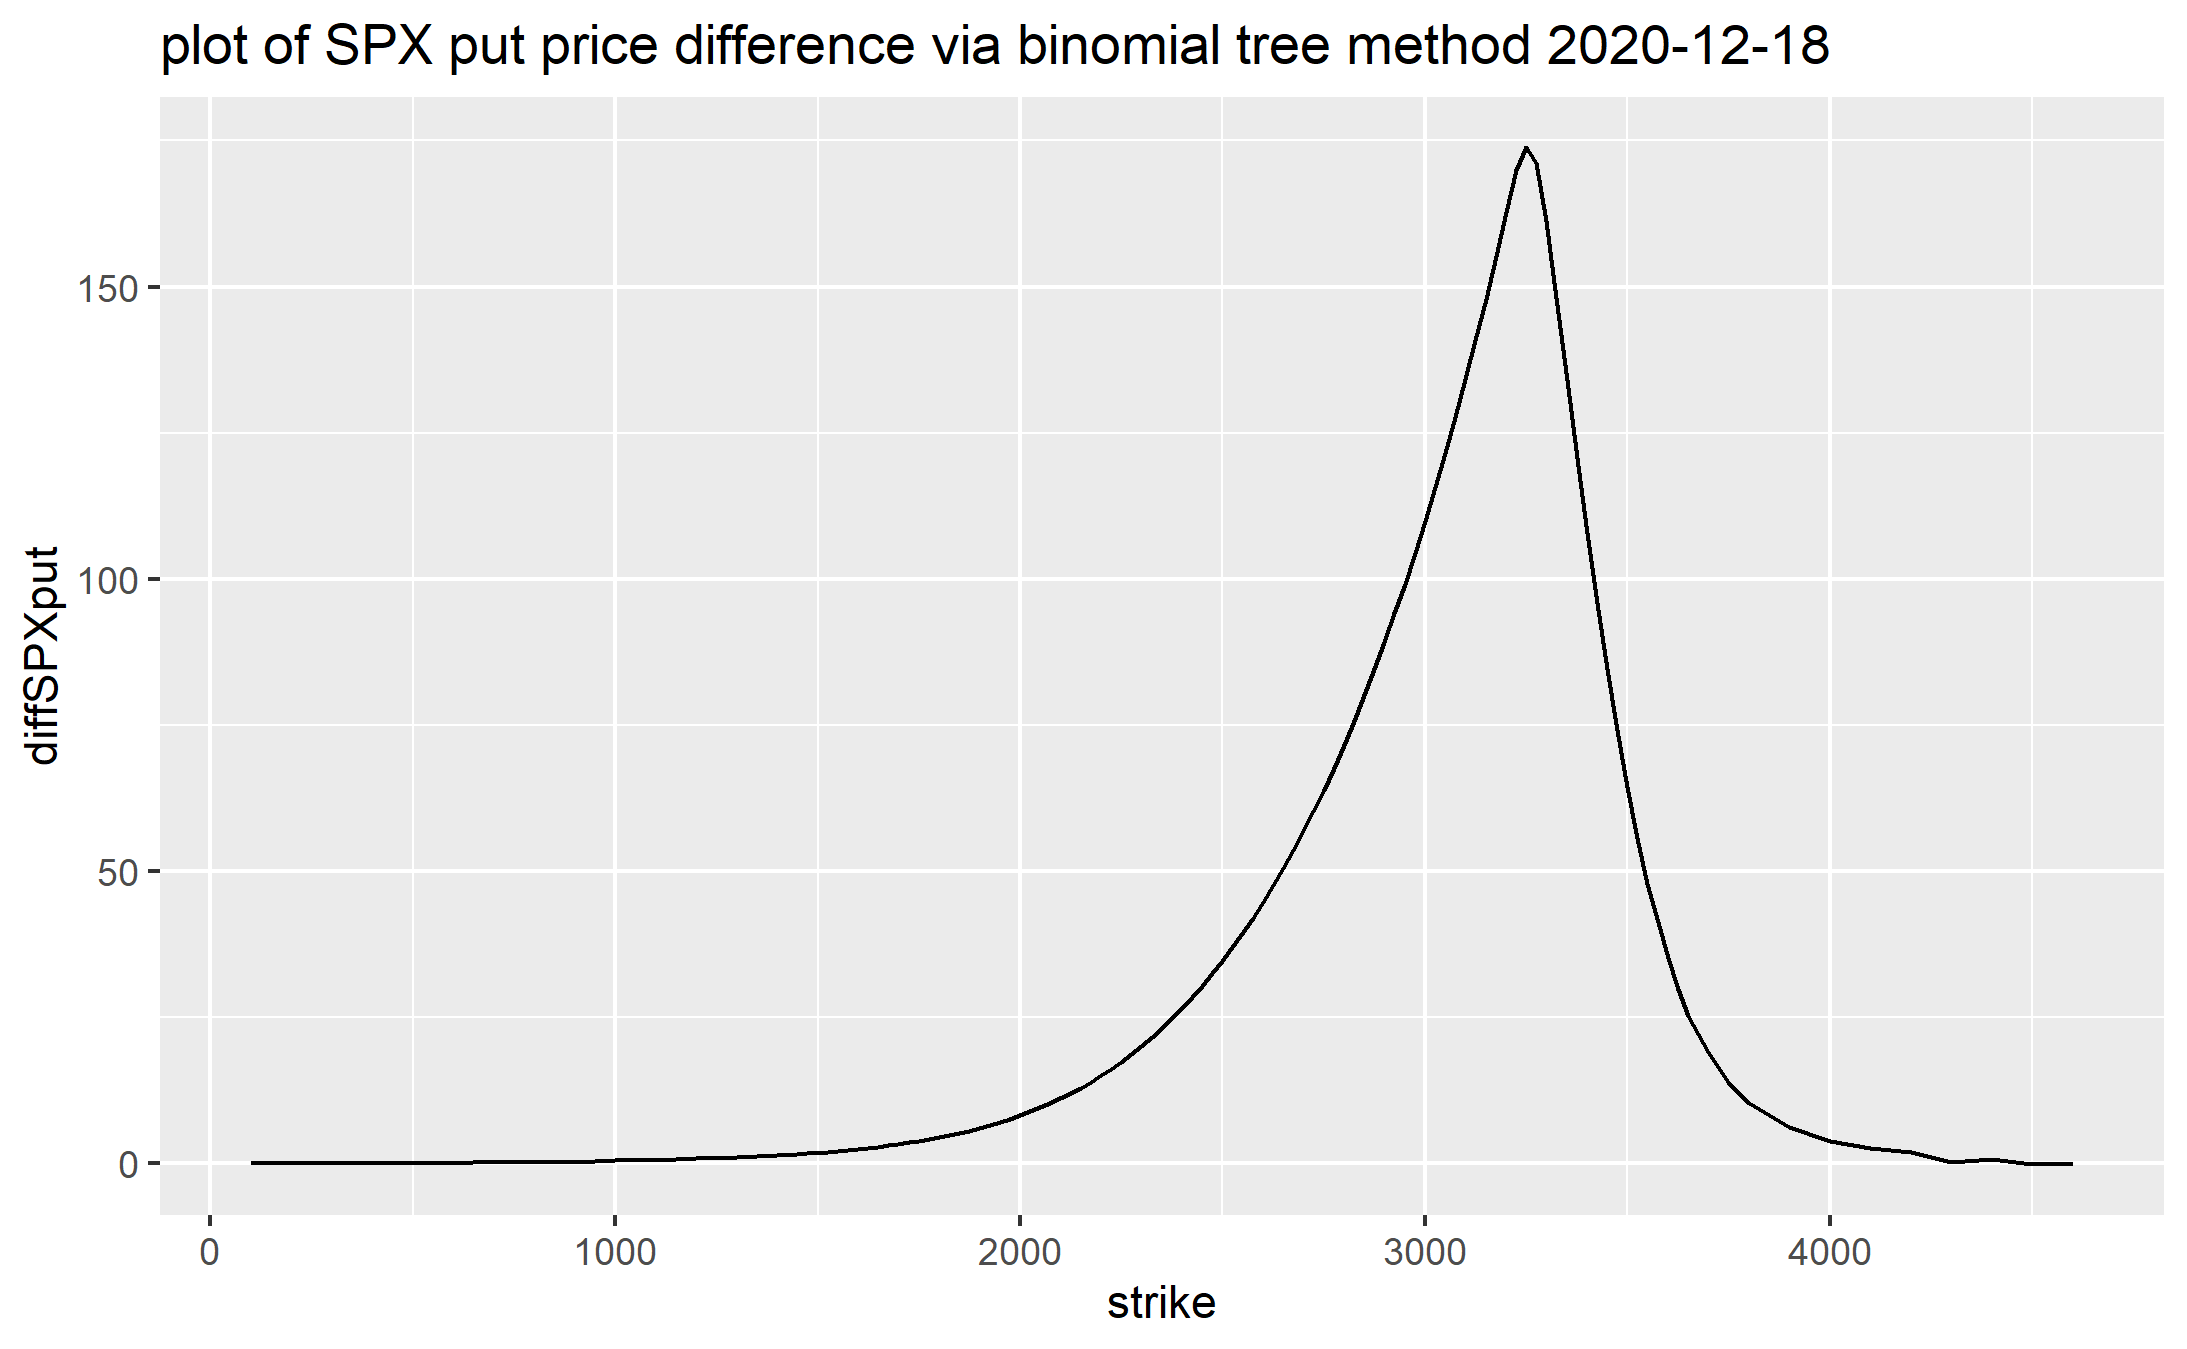 plot of SPX put price difference via binomial tree method 2020-12-18
diffSPXput
150
100
50
0
0 1000 2000 3000 4000
strike